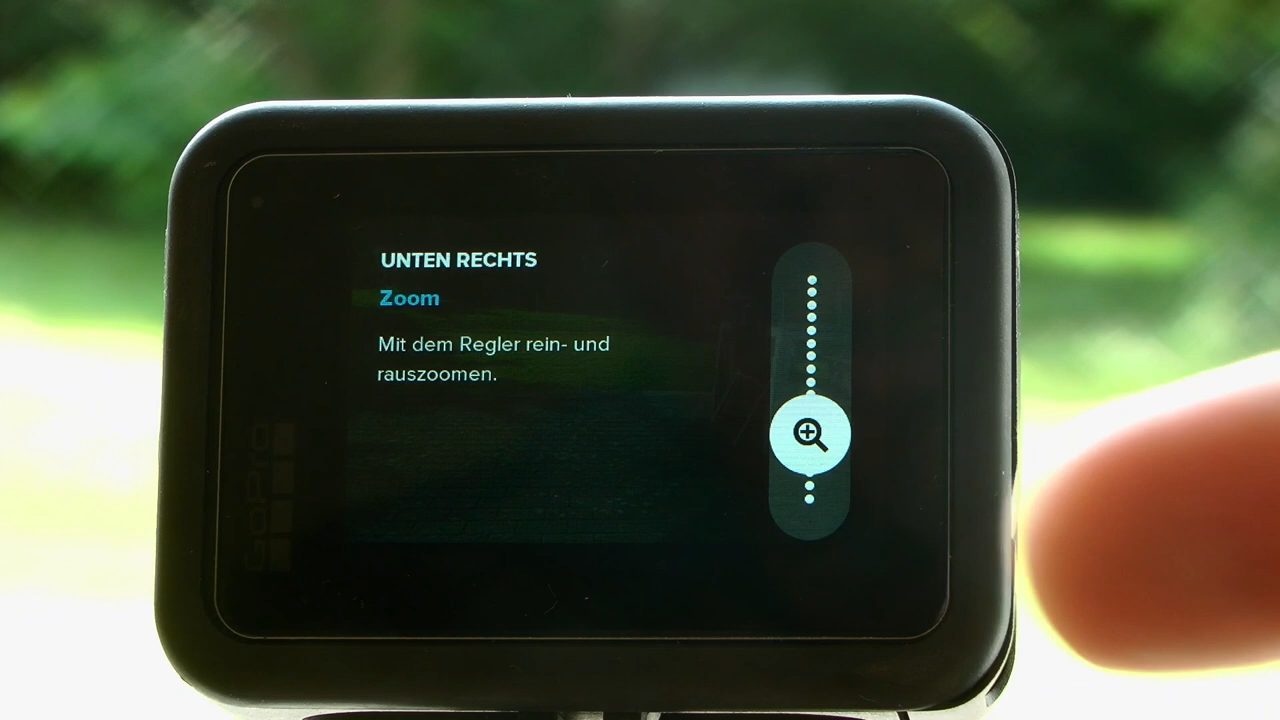 UNTEN RECHTS
Zoom
Mit dem Regler rein- und
rauszoomen.
GoPro